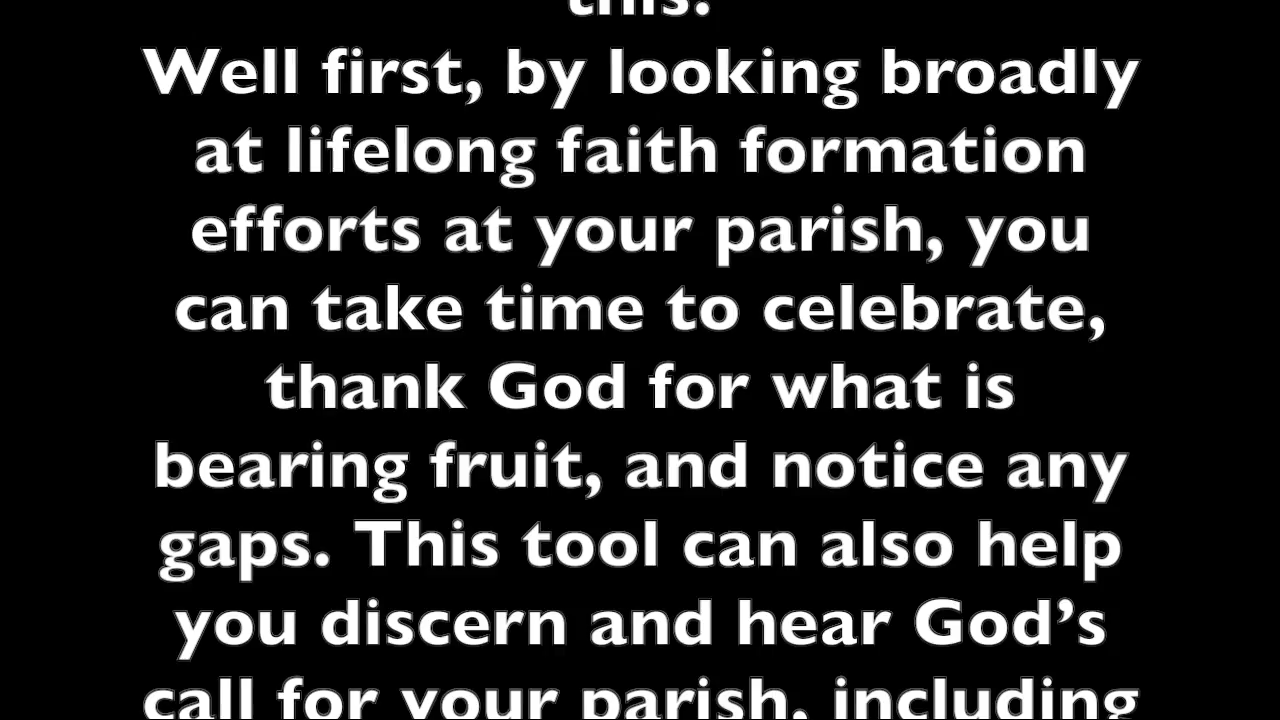 this?
Well first, by looking broadly
at lifelong faith formation
efforts at your parish, you
can take time to celebrate,
thank God for what is
bearing fruit, and notice any
gaps. This tool can also help
you discern and hear God’s
call for your parish, including